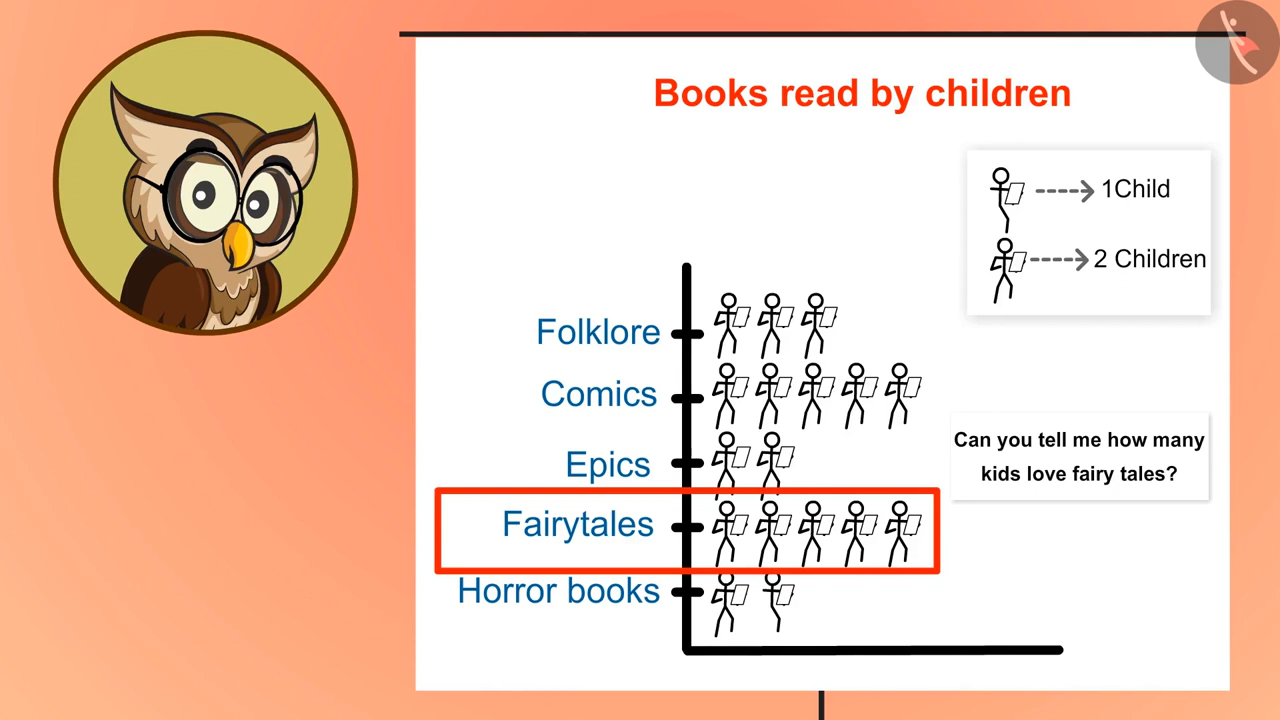 Books read by children
1Child
2 Children
Folklore
Comics
Epics
Fairytales
Horror books
Can you tell me how many
kids love fairy tales?